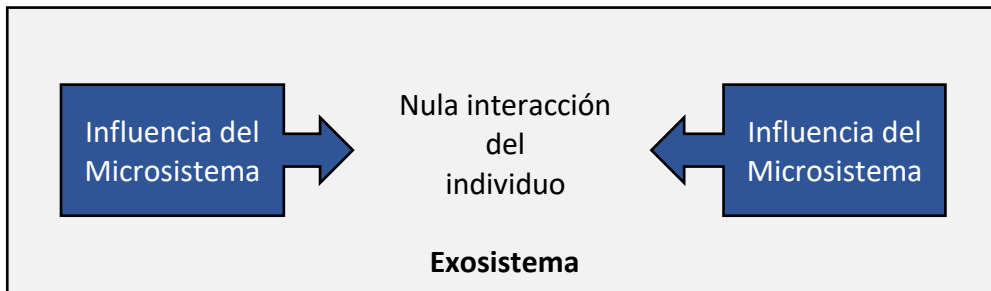 Influencia del
Microsistema
Nula interacción
del
individuo
Influencia del
Microsistema
Exosistema